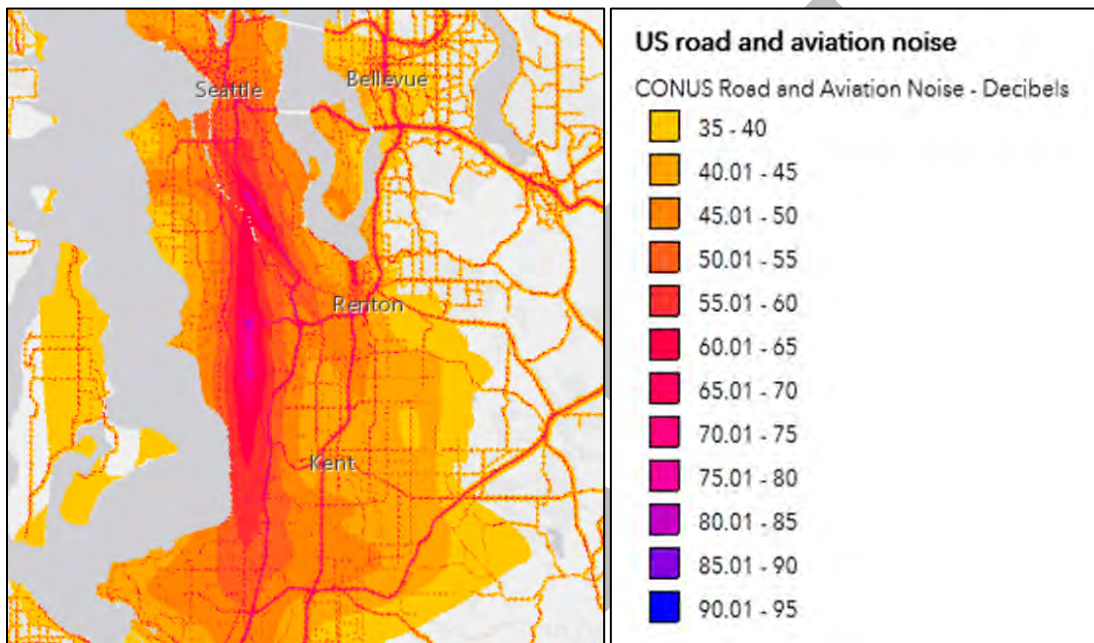 Seattle
Bellevue
Renton
Kent
US road and aviation noise
CONUS Road and Aviation Noise - Decibels
35 - 40
40.01 - 45
45.01 - 50
50.01 - 55
55.01 - 60
60.01 - 65
65.01 - 70
70.01 - 75
75.01 - 80
80.01 - 85
85.01 - 90
90.01 - 95